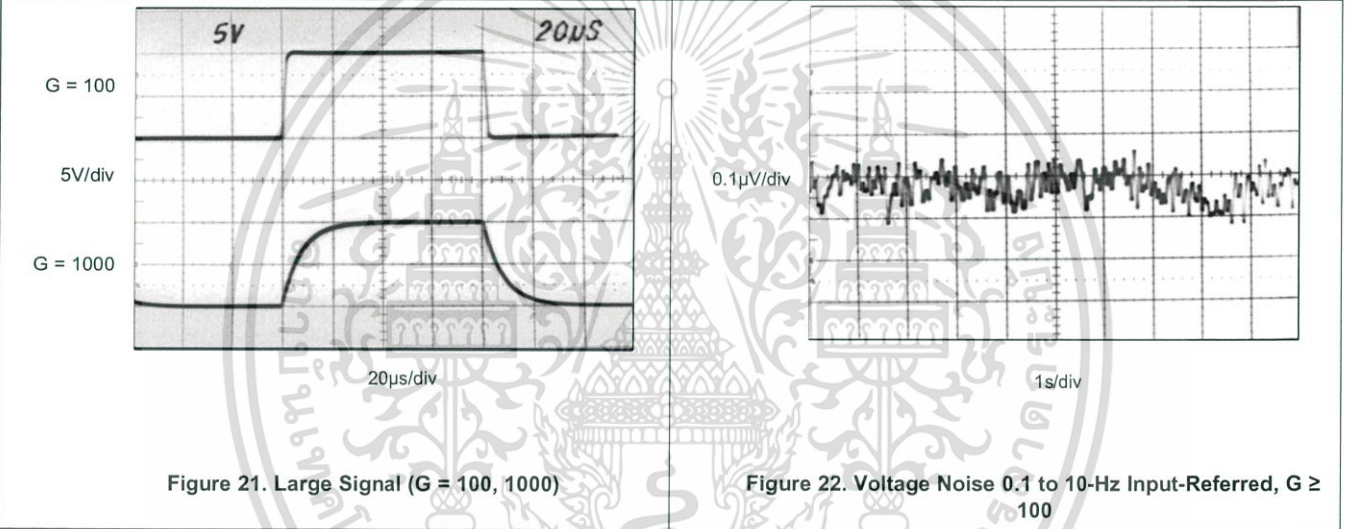 5V 20µS
G = 100
5V/div
G = 1000
20µs/div
Figure 21. Large Signal (G = 100, 1000)
0.1µV/div
1s/div
Figure 22. Voltage Noise 0.1 to 10-Hz Input-Referred, G ≥
100